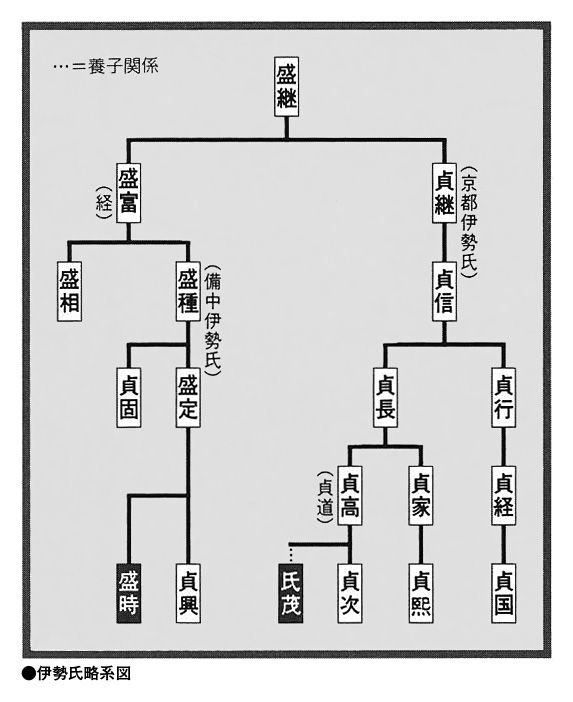 …＝養子関係
盛継
盛富
（経）
貞継
（京都伊勢氏）
盛相
盛種
（備中伊勢氏）
貞信
貞固
盛定
貞長
貞行
貞高
（貞道）
貞家
貞経
盛時
貞興
氏茂
貞次
貞熙
貞国
●伊勢氏略系図